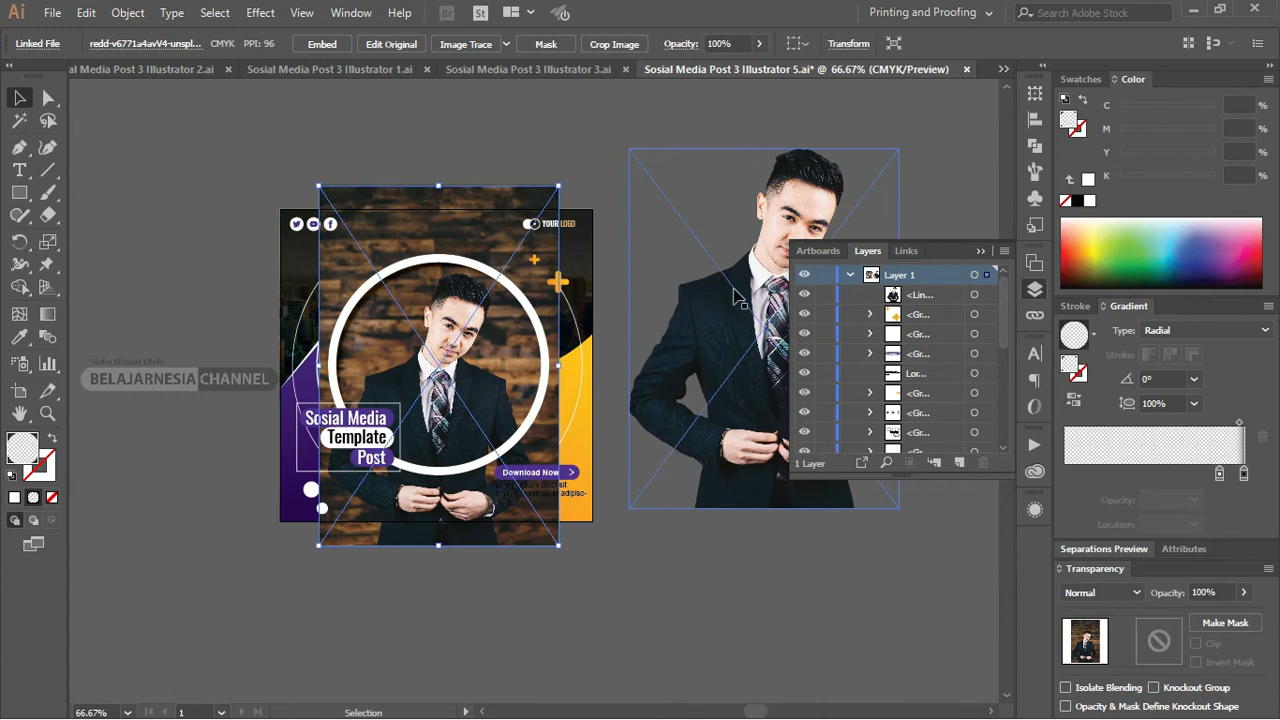 Ai File Edit Object Type Select Effect View Window Help Br St Printing and Proofing Search Adobe Stock
Linked File redd-v6771a4avV4-unspl... CMYK PPI: 96 Embed Edit Original Image Trace Mask Crop Image Opacity: 100% Transform
al Media Post 3 Illustrator 2.ai × Sosial Media Post 3 Illustrator 1.ai × Sosial Media Post 3 Illustrator 3.ai × Sosial Media Post 3 Illustrator 5.ai* @ 66.67% (CMYK/Preview) ×
Swatches Color
C %
M %
Y %
K %
YOUR LOGO
Vidio Dibuat Oleh:
BELAJARNESIA CHANNEL
Sosial Media
Template
Post
Download Now
Artboards Layers Links
Layer 1
<Lin...
<Gr...
<Gr...
<Gr...
Lor...
<Gr...
<Gr...
<Gr...
1 Layer
Stroke Gradient
Type: Radial
Stroke:
0°
100%
Opacity:
Location:
Separations Preview Attributes
Transparency
Normal Opacity: 100%
Make Mask
Clip
Invert Mask
Isolate Blending Knockout Group
Opacity & Mask Define Knockout Shape
66.67% 1 Selection